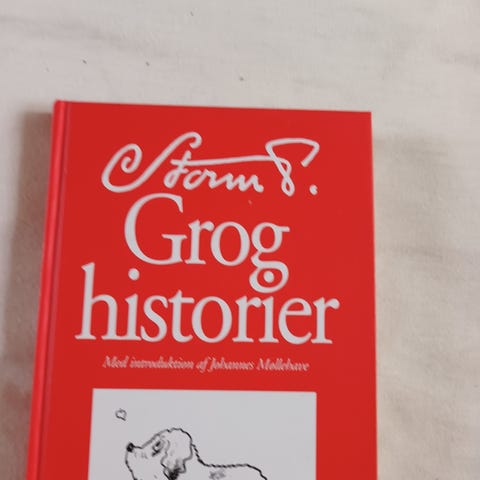 Storm P.
Grog
historier
Med introduktion af Johannes Møllehave